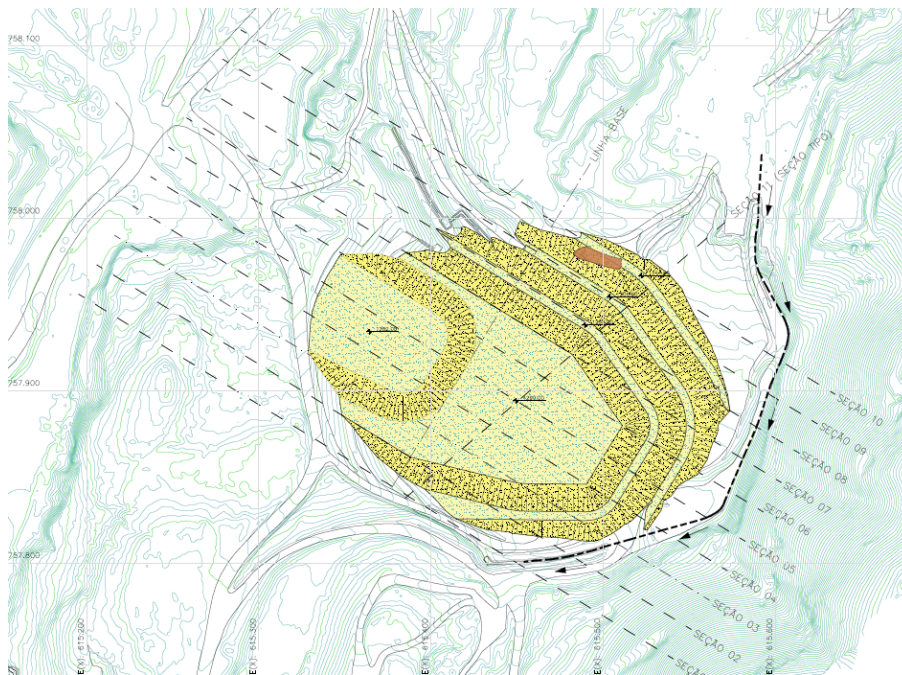 758.100
LINHA BASE
(SEÇÃO TIPO)
758.000
757.900
SEÇÃO 10
SEÇÃO 09
SEÇÃO 08
SEÇÃO 07
SEÇÃO 06
757.800
SEÇÃO 05
SEÇÃO 04
SEÇÃO 03
SEÇÃO 02
SEÇÃO
E(X) 615.200
E(X) 615.300
E(X) 615.400
E(X) 615.500
E(X) 615.600